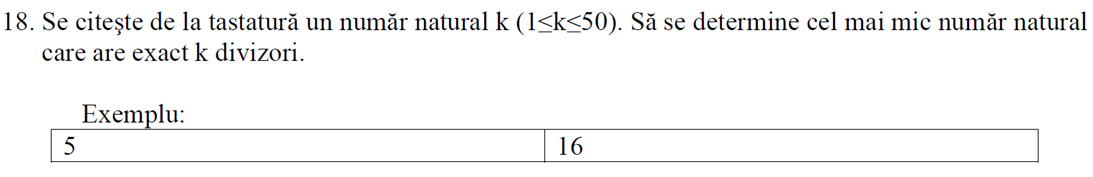 18. Se citeşte de la tastatură un număr natural k (1≤k≤50). Să se determine cel mai mic număr natural
care are exact k divizori.
Exemplu:
5 16